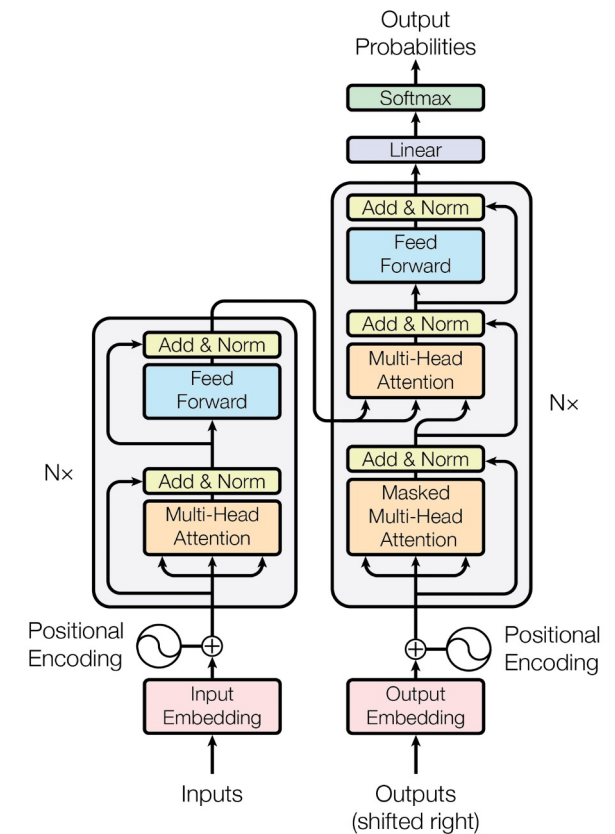 Output
Probabilities
Softmax
Linear
Add & Norm
Feed
Forward
Add & Norm
Multi-Head
Attention
Add & Norm
Masked
Multi-Head
Attention
N×
Positional
Encoding
Output
Embedding
Outputs
(shifted right)
Add & Norm
Feed
Forward
Add & Norm
Multi-Head
Attention
N×
Positional
Encoding
Input
Embedding
Inputs